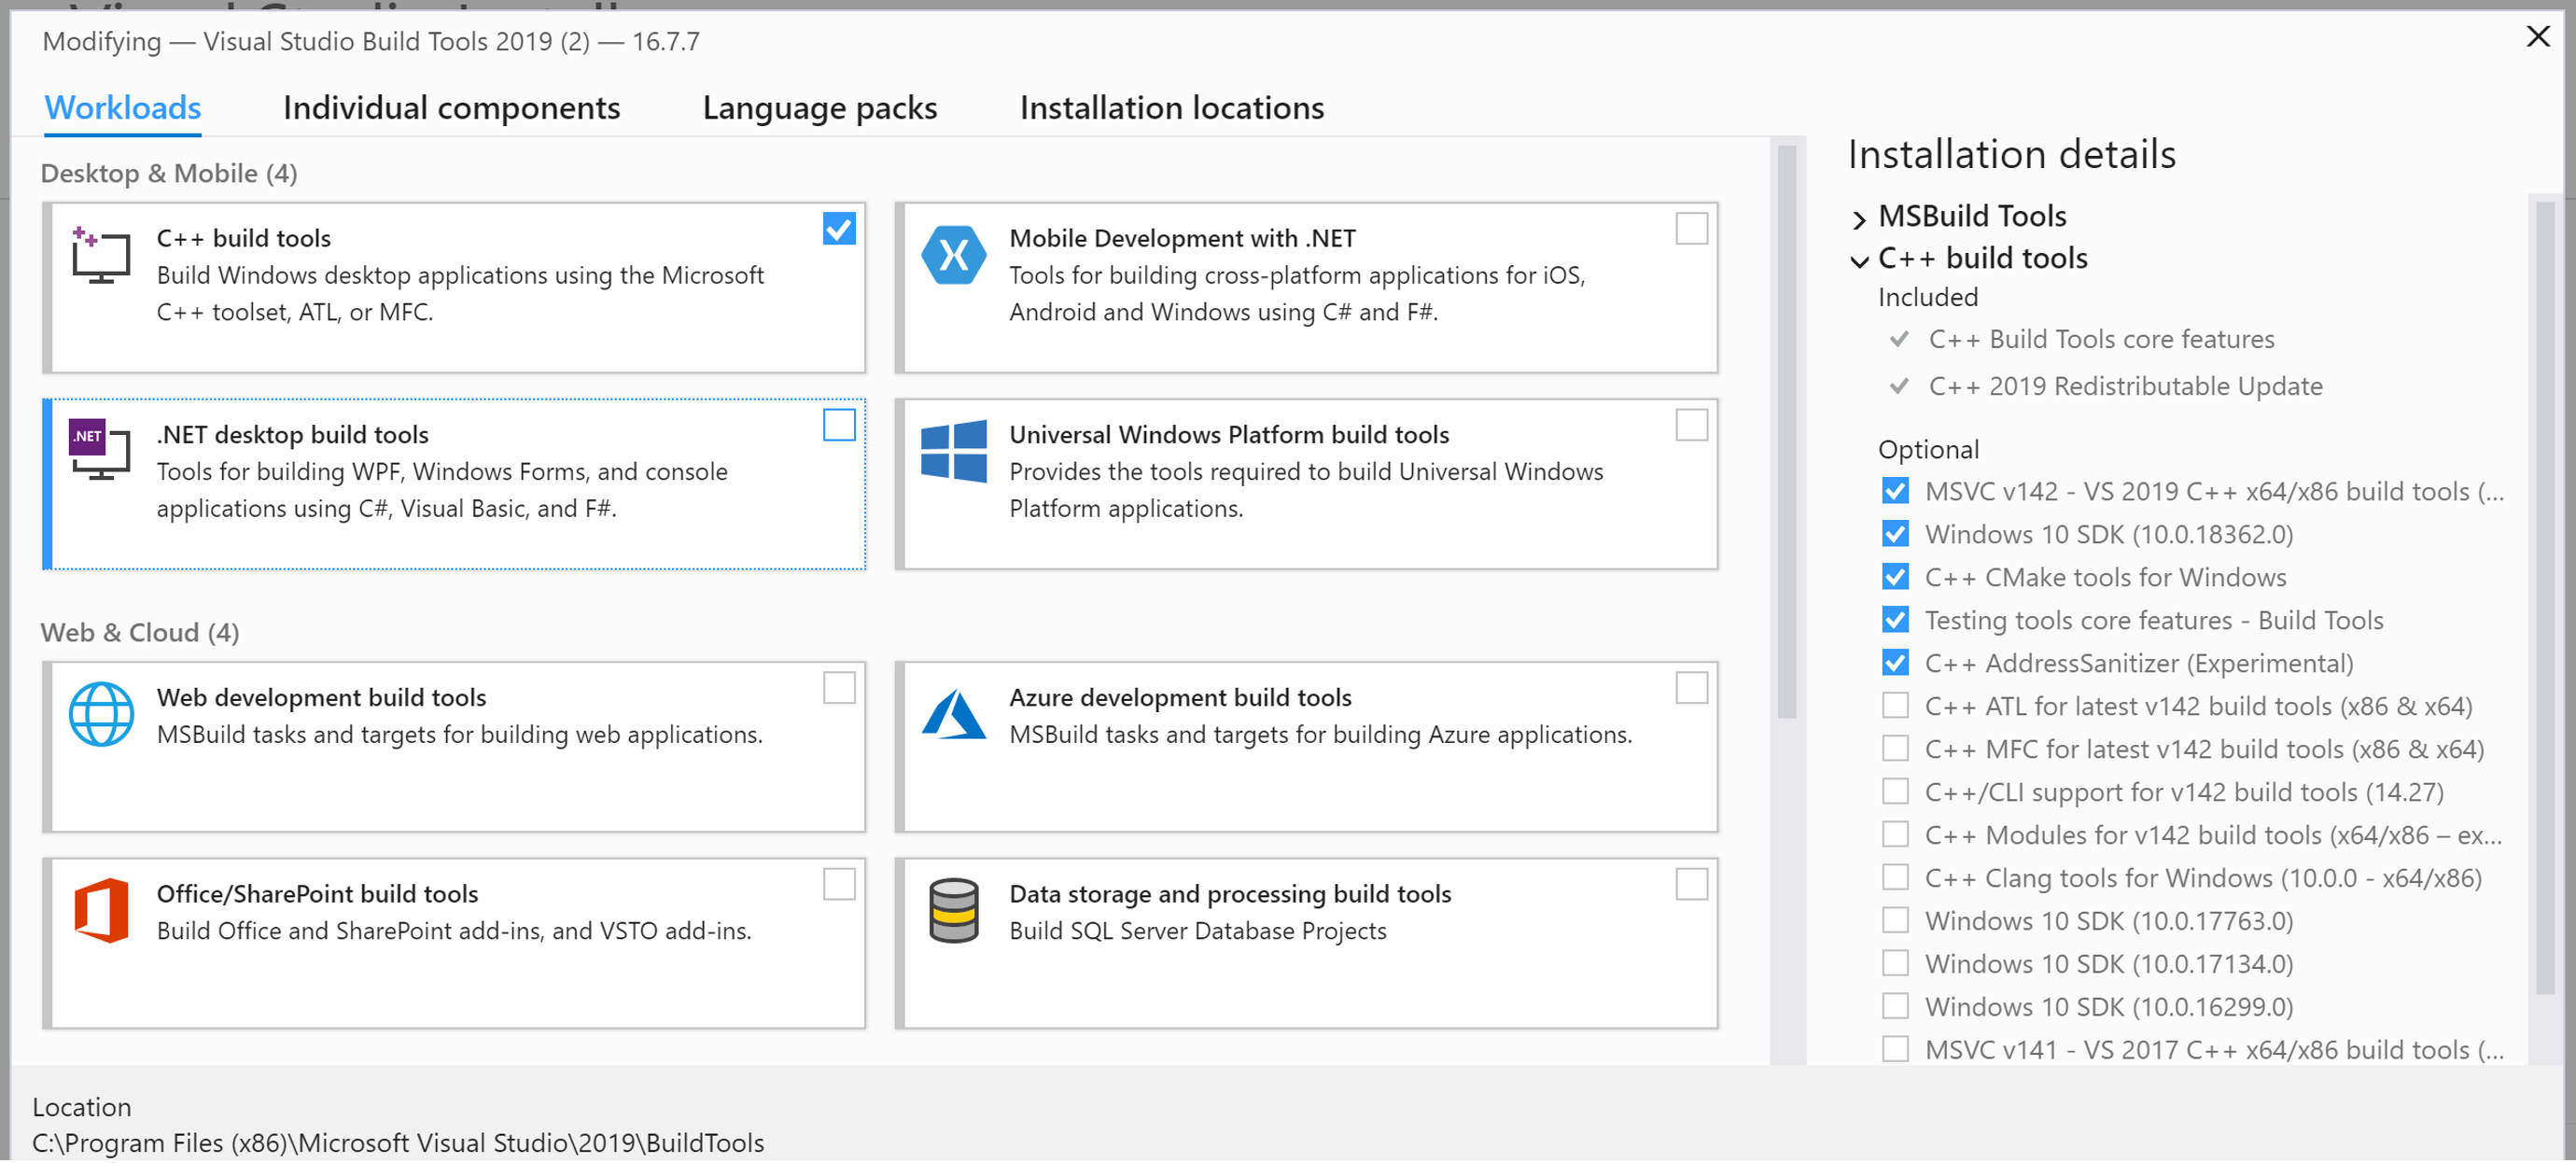 Modifying — Visual Studio Build Tools 2019 (2) — 16.7.7
Workloads
Individual components
Language packs
Installation locations
Desktop & Mobile (4)
C++ build tools
Build Windows desktop applications using the Microsoft
C++ toolset, ATL, or MFC.
Mobile Development with .NET
Tools for building cross-platform applications for iOS,
Android and Windows using C# and F#.
.NET
.NET desktop build tools
Tools for building WPF, Windows Forms, and console
applications using C#, Visual Basic, and F#.
Universal Windows Platform build tools
Provides the tools required to build Universal Windows
Platform applications.
Web & Cloud (4)
Web development build tools
MSBuild tasks and targets for building web applications.
Azure development build tools
MSBuild tasks and targets for building Azure applications.
Office/SharePoint build tools
Build Office and SharePoint add-ins, and VSTO add-ins.
Data storage and processing build tools
Build SQL Server Database Projects
Installation details
MSBuild Tools
C++ build tools
Included
C++ Build Tools core features
C++ 2019 Redistributable Update
Optional
MSVC v142 - VS 2019 C++ x64/x86 build tools (...
Windows 10 SDK (10.0.18362.0)
C++ CMake tools for Windows
Testing tools core features - Build Tools
C++ AddressSanitizer (Experimental)
C++ ATL for latest v142 build tools (x86 & x64)
C++ MFC for latest v142 build tools (x86 & x64)
C++/CLI support for v142 build tools (14.27)
C++ Modules for v142 build tools (x64/x86 – ex...
C++ Clang tools for Windows (10.0.0 - x64/x86)
Windows 10 SDK (10.0.17763.0)
Windows 10 SDK (10.0.17134.0)
Windows 10 SDK (10.0.16299.0)
MSVC v141 - VS 2017 C++ x64/x86 build tools (...
Location
C:\Program Files (x86)\Microsoft Visual Studio\2019\BuildTools